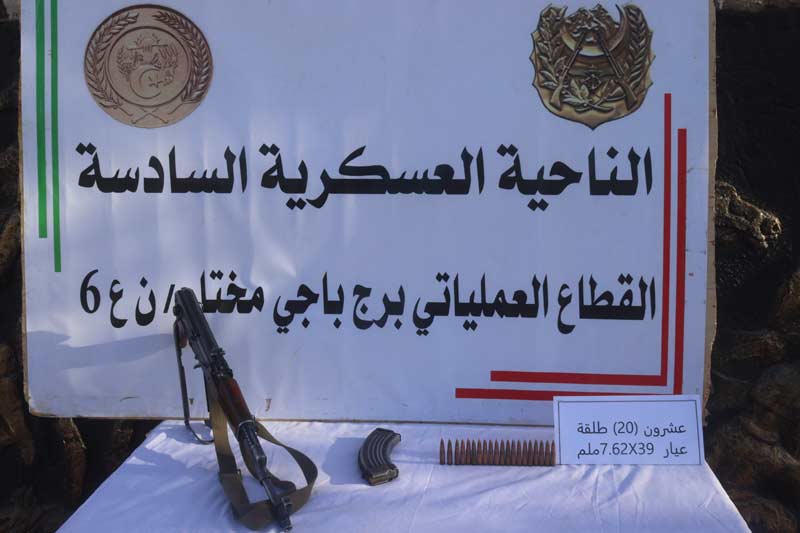 الناحية العسكرية السادسة
القطاع العملياتي برج باجي مختار / ن ع 6
عشرون (20) طلقة
عيار 7.62X39ملم